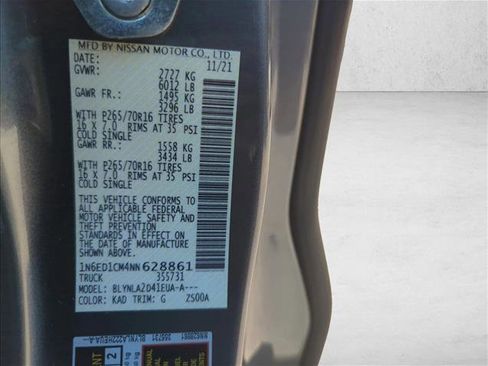 MFD BY NISSAN MOTOR CO., LTD.
DATE: 11/21
GVWR: 2727 KG
6012 LB
GAWR FR: 1495 KG
3296 LB
WITH P265/70R16 TIRES
16 X 7.0 RIMS AT 35 PSI
COLD SINGLE
GAWR RR: 1558 KG
3434 LB
WITH P265/70R16 TIRES
16 X 7.0 RIMS AT 35 PSI
COLD SINGLE
THIS VEHICLE CONFORMS TO
ALL APPLICABLE FEDERAL
MOTOR VEHICLE SAFETY AND
THEFT PREVENTION
STANDARDS IN EFFECT ON
THE DATE OF MANUFACTURE
SHOWN ABOVE.
1N6ED1CM4NN628861
TRUCK 355731
MODEL: BLYNLA2D41EUA-A---
COLOR: KAD TRIM: G ZS00A